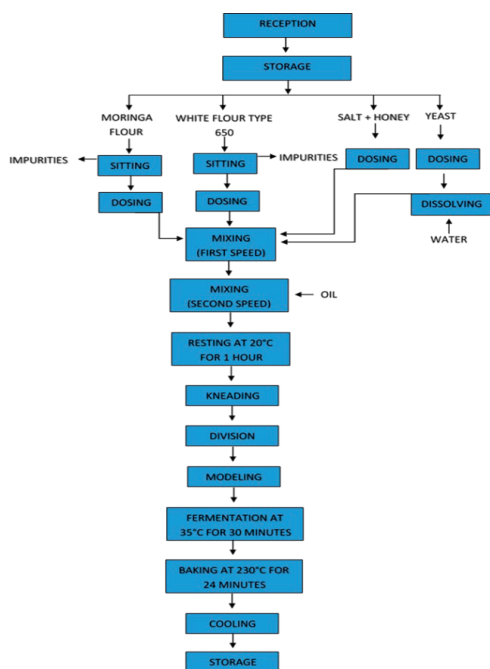 RECEPTION
STORAGE
MORINGA
FLOUR
WHITE FLOUR TYPE
650
SALT + HONEY
YEAST
IMPURITIES
SITTING
SITTING
IMPURITIES
DOSING
DOSING
DOSING
DOSING
DISSOLVING
WATER
MIXING
(FIRST SPEED)
MIXING
(SECOND SPEED)
OIL
RESTING AT 20°C
FOR 1 HOUR
KNEADING
DIVISION
MODELING
FERMENTATION AT
35°C FOR 30 MINUTES
BAKING AT 230°C FOR
24 MINUTES
COOLING
STORAGE